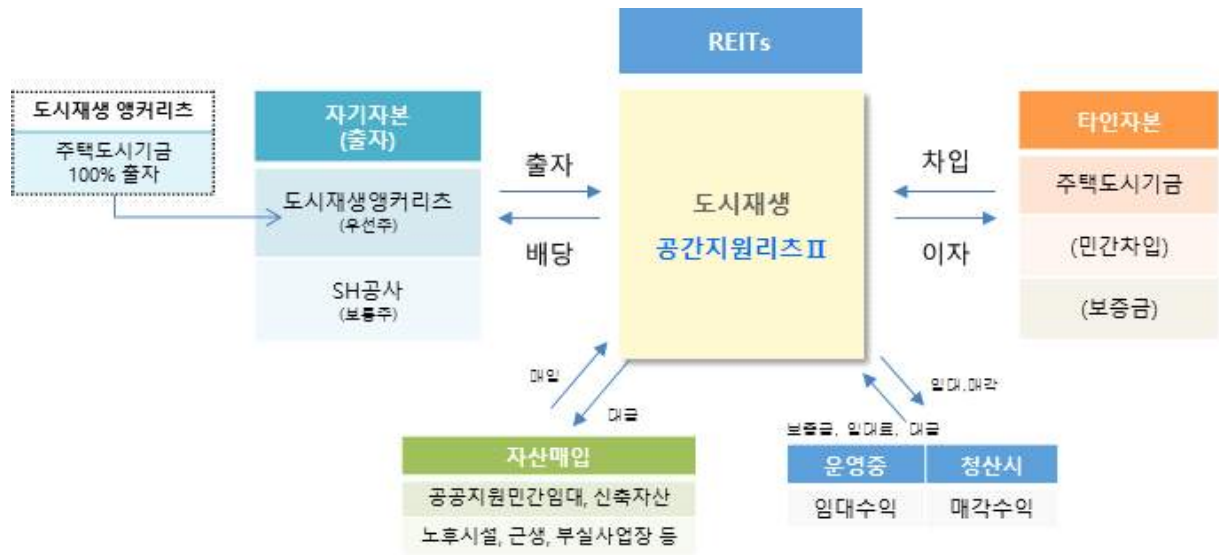 REITs
도시재생 앵커리츠
주택도시기금
100% 출자
자기자본
(출자)
도시재생앵커리츠
(우선주)
SH공사
(보통주)
출자
배당
도시재생
공간지원리츠Ⅱ
차입
이자
타인자본
주택도시기금
(민간차입)
(보증금)
매입
대금
임대,매각
보증금, 임대료, 대금
자산매입
공공지원민간임대, 신축자산
노후시설, 근생, 부실사업장 등
운영중
청산시
임대수익
매각수익